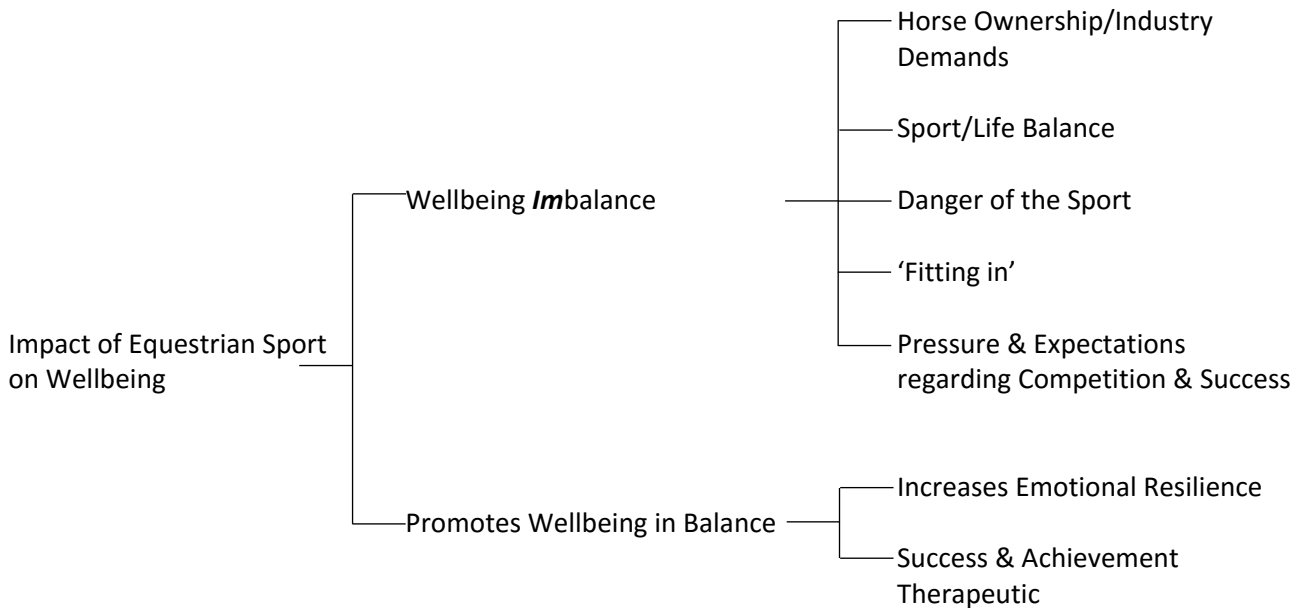 Horse Ownership/Industry
Demands
Sport/Life Balance
Wellbeing Imbalance
Danger of the Sport
‘Fitting in’
Impact of Equestrian Sport
on Wellbeing
Pressure & Expectations
regarding Competition & Success
Increases Emotional Resilience
Promotes Wellbeing in Balance
Success & Achievement
Therapeutic